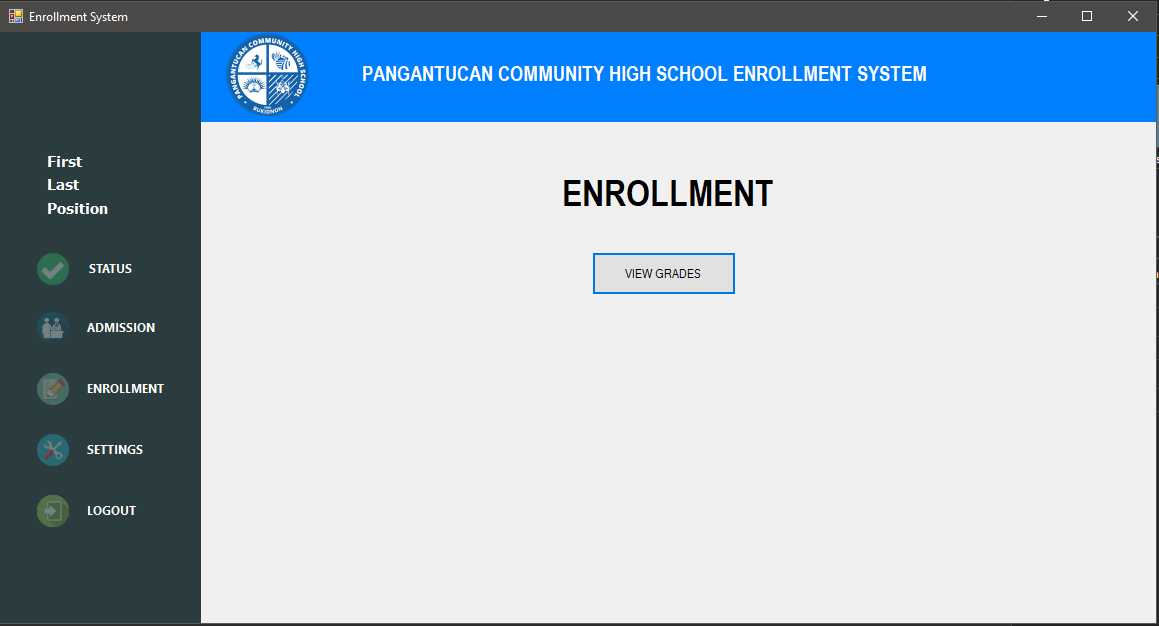 Enrollment System
PANGANTUCAN COMMUNITY HIGH SCHOOL
BUKIDNON
PANGANTUCAN COMMUNITY HIGH SCHOOL ENROLLMENT SYSTEM
First
Last
Position
STATUS
ADMISSION
ENROLLMENT
SETTINGS
LOGOUT
ENROLLMENT
VIEW GRADES